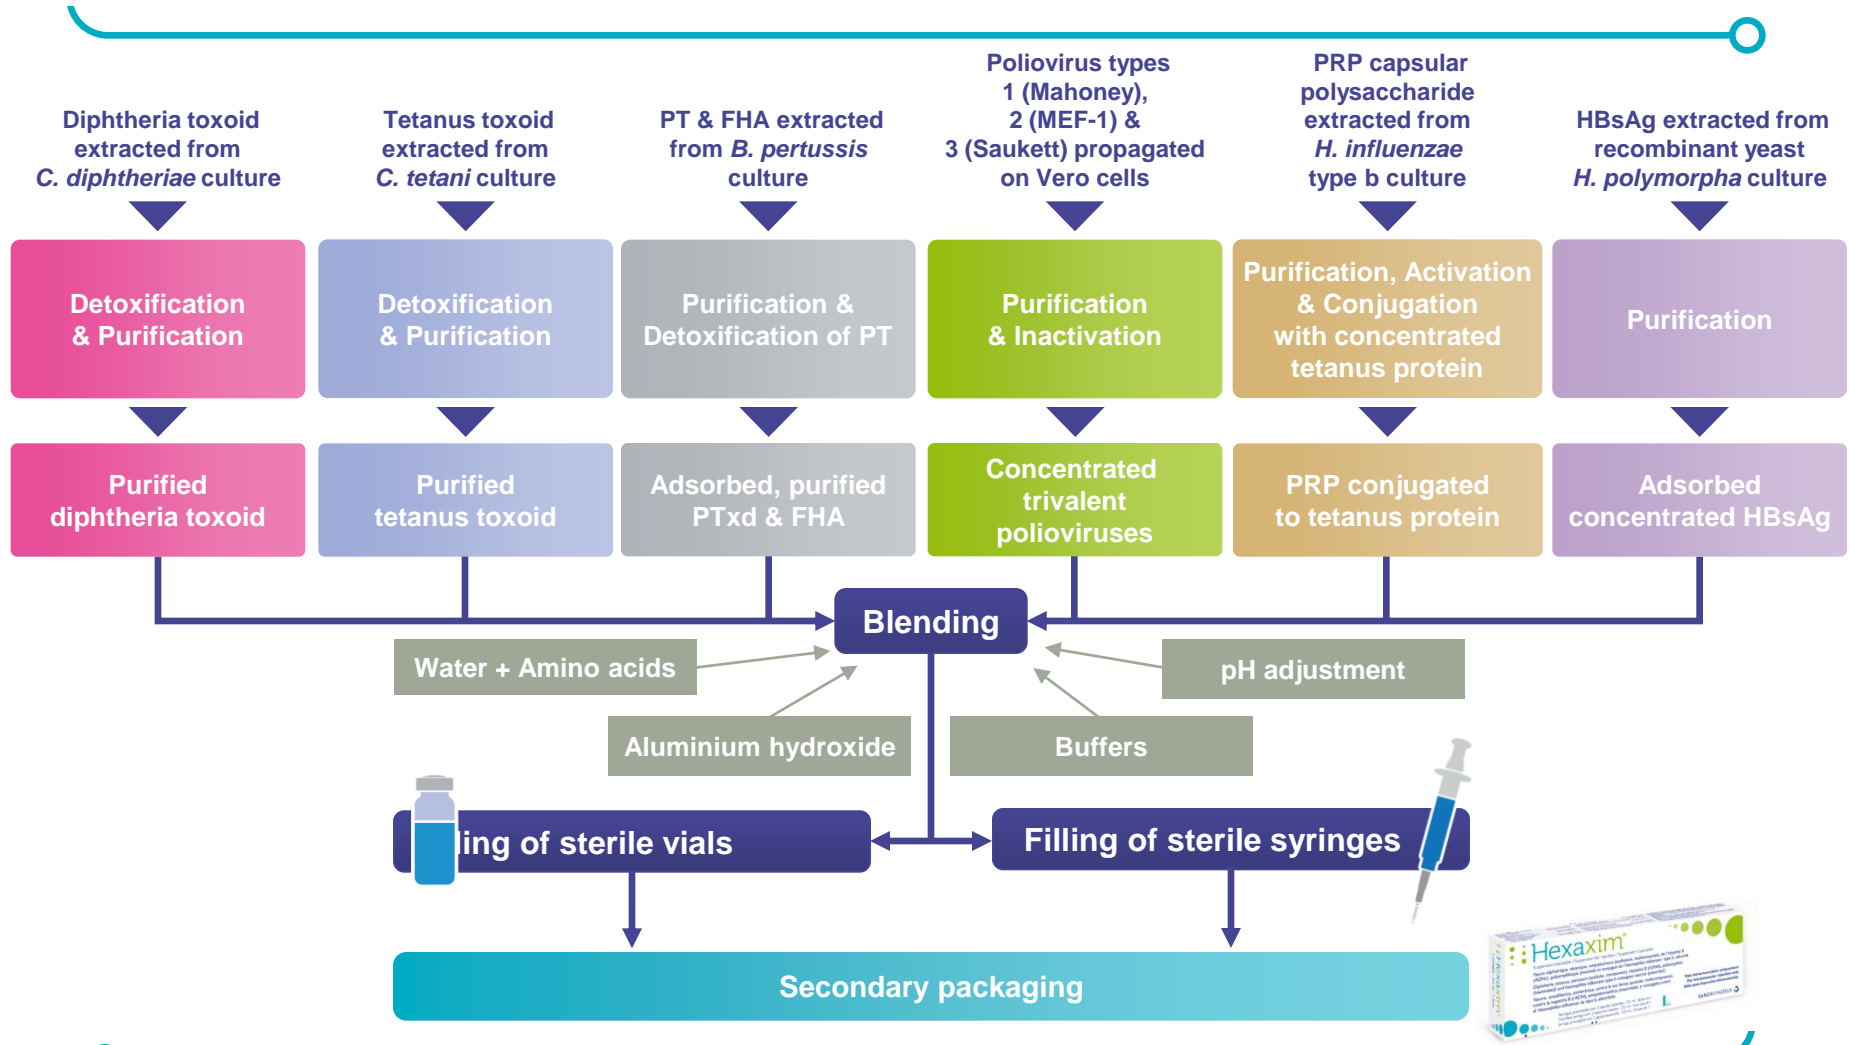 Diphtheria toxoid
extracted from
C. diphtheriae culture
Tetanus toxoid
extracted from
C. tetani culture
PT & FHA extracted
from B. pertussis
culture
Poliovirus types
1 (Mahoney),
2 (MEF-1) &
3 (Saukett) propagated
on Vero cells
PRP capsular
polysaccharide
extracted from
H. influenzae
type b culture
HBsAg extracted from
recombinant yeast
H. polymorpha culture
Detoxification
& Purification
Detoxification
& Purification
Purification &
Detoxification of PT
Purification
& Inactivation
Purification, Activation
& Conjugation
with concentrated
tetanus protein
Purification
Purified
diphtheria toxoid
Purified
tetanus toxoid
Adsorbed, purified
PTxd & FHA
Concentrated
trivalent
polioviruses
PRP conjugated
to tetanus protein
Adsorbed
concentrated HBsAg
Blending
Water + Amino acids
pH adjustment
Aluminium hydroxide
Buffers
ling of sterile vials
Filling of sterile syringes
Secondary packaging
Hexaxim